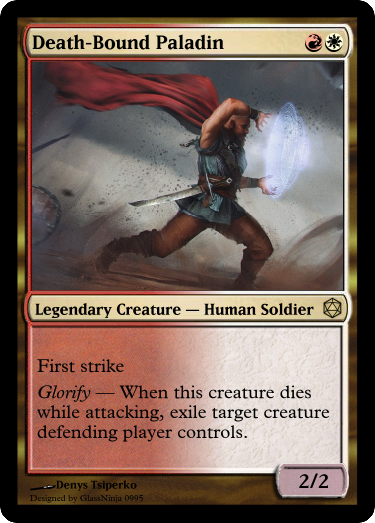 Death-Bound Paladin
Legendary Creature — Human Soldier
First strike
Glorify — When this creature dies
while attacking, exile target creature
defending player controls.
2/2
Denys Tsiperko
Designed by GlassNinja 0995